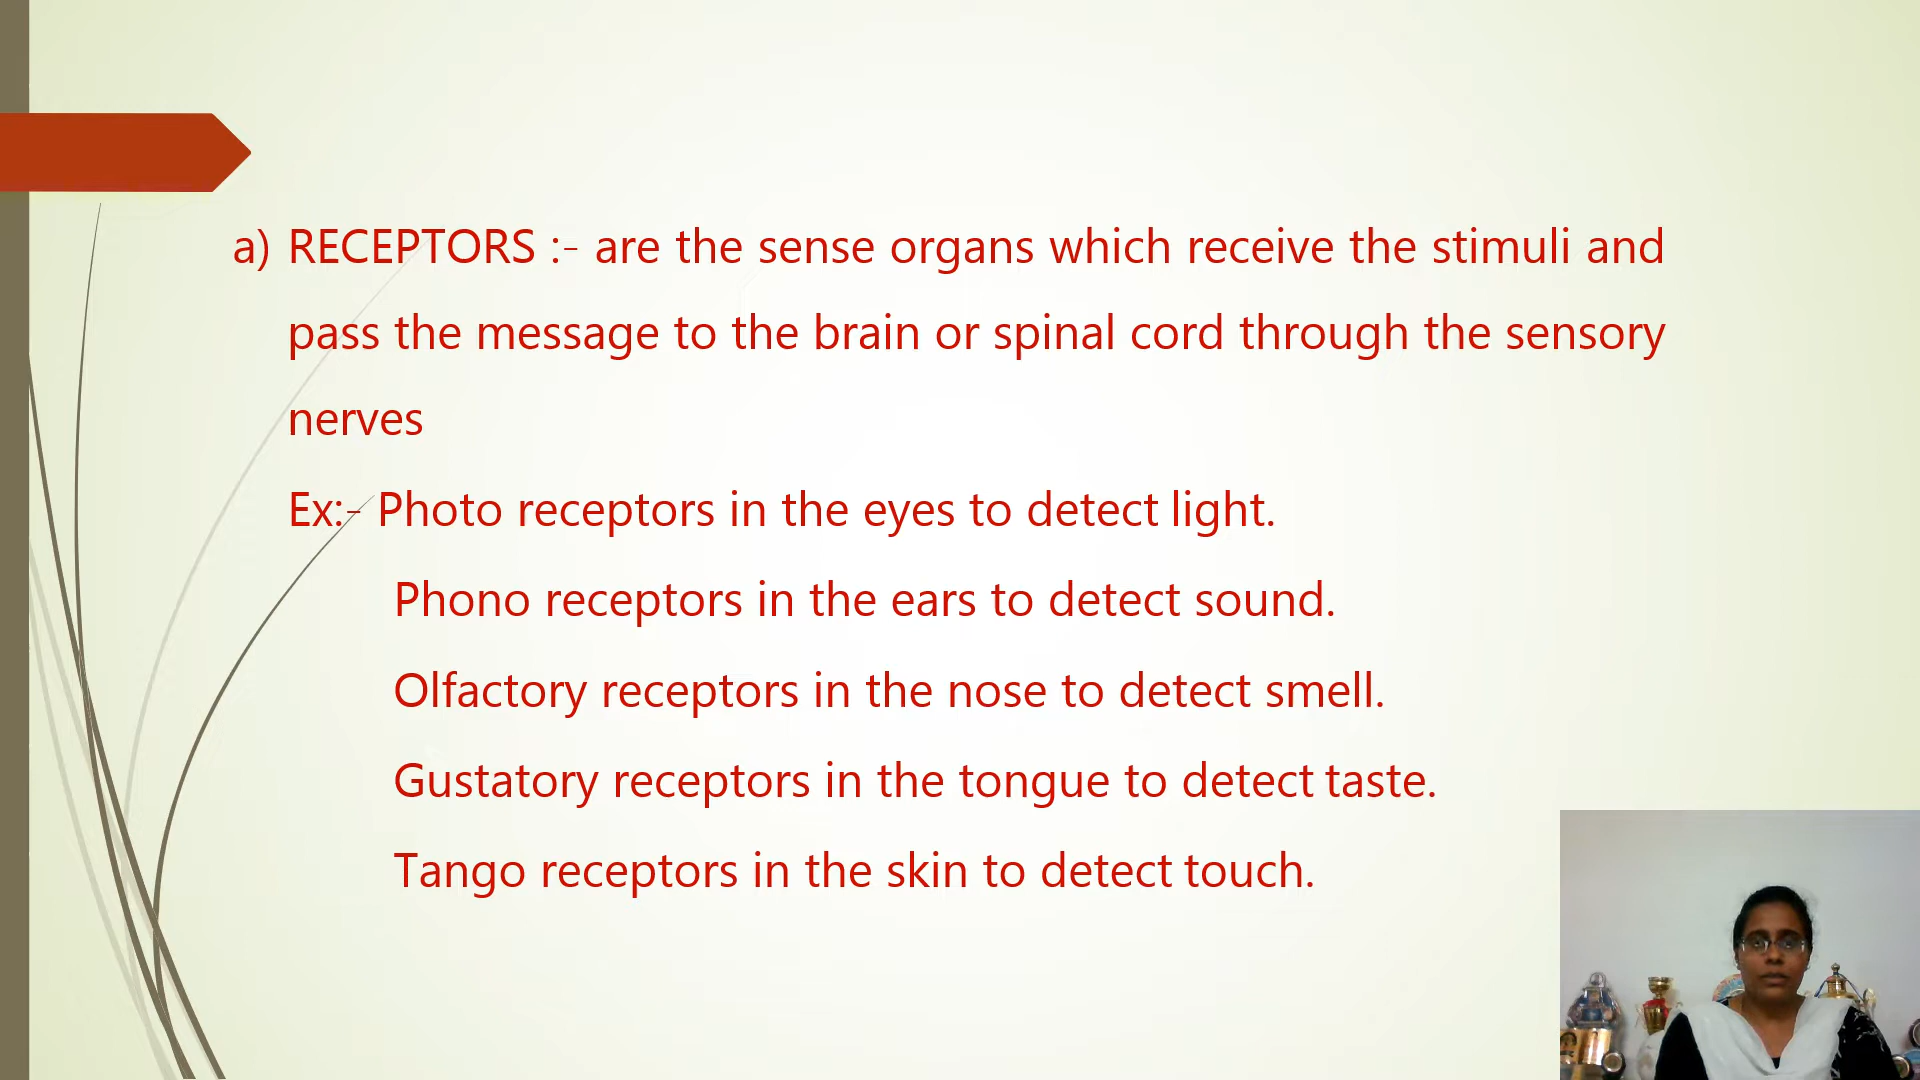 a) RECEPTORS :- are the sense organs which receive the stimuli and
pass the message to the brain or spinal cord through the sensory
nerves
Ex:- Photo receptors in the eyes to detect light.
Phono receptors in the ears to detect sound.
Olfactory receptors in the nose to detect smell.
Gustatory receptors in the tongue to detect taste.
Tango receptors in the skin to detect touch.